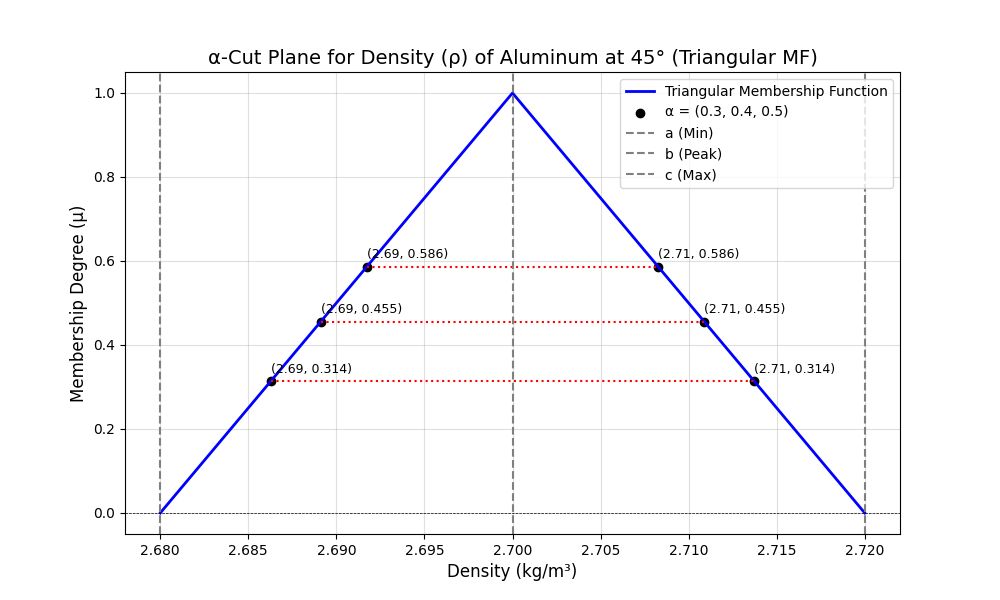 α-Cut Plane for Density (ρ) of Aluminum at 45° (Triangular MF)
Triangular Membership Function
α = (0.3, 0.4, 0.5)
a (Min)
b (Peak)
c (Max)
Membership Degree (μ)
1.0
0.8
0.6
0.4
0.2
0.0
(2.69, 0.586)
(2.71, 0.586)
(2.69, 0.455)
(2.71, 0.455)
(2.69, 0.314)
(2.71, 0.314)
2.680 2.685 2.690 2.695 2.700 2.705 2.710 2.715 2.720
Density (kg/m³)